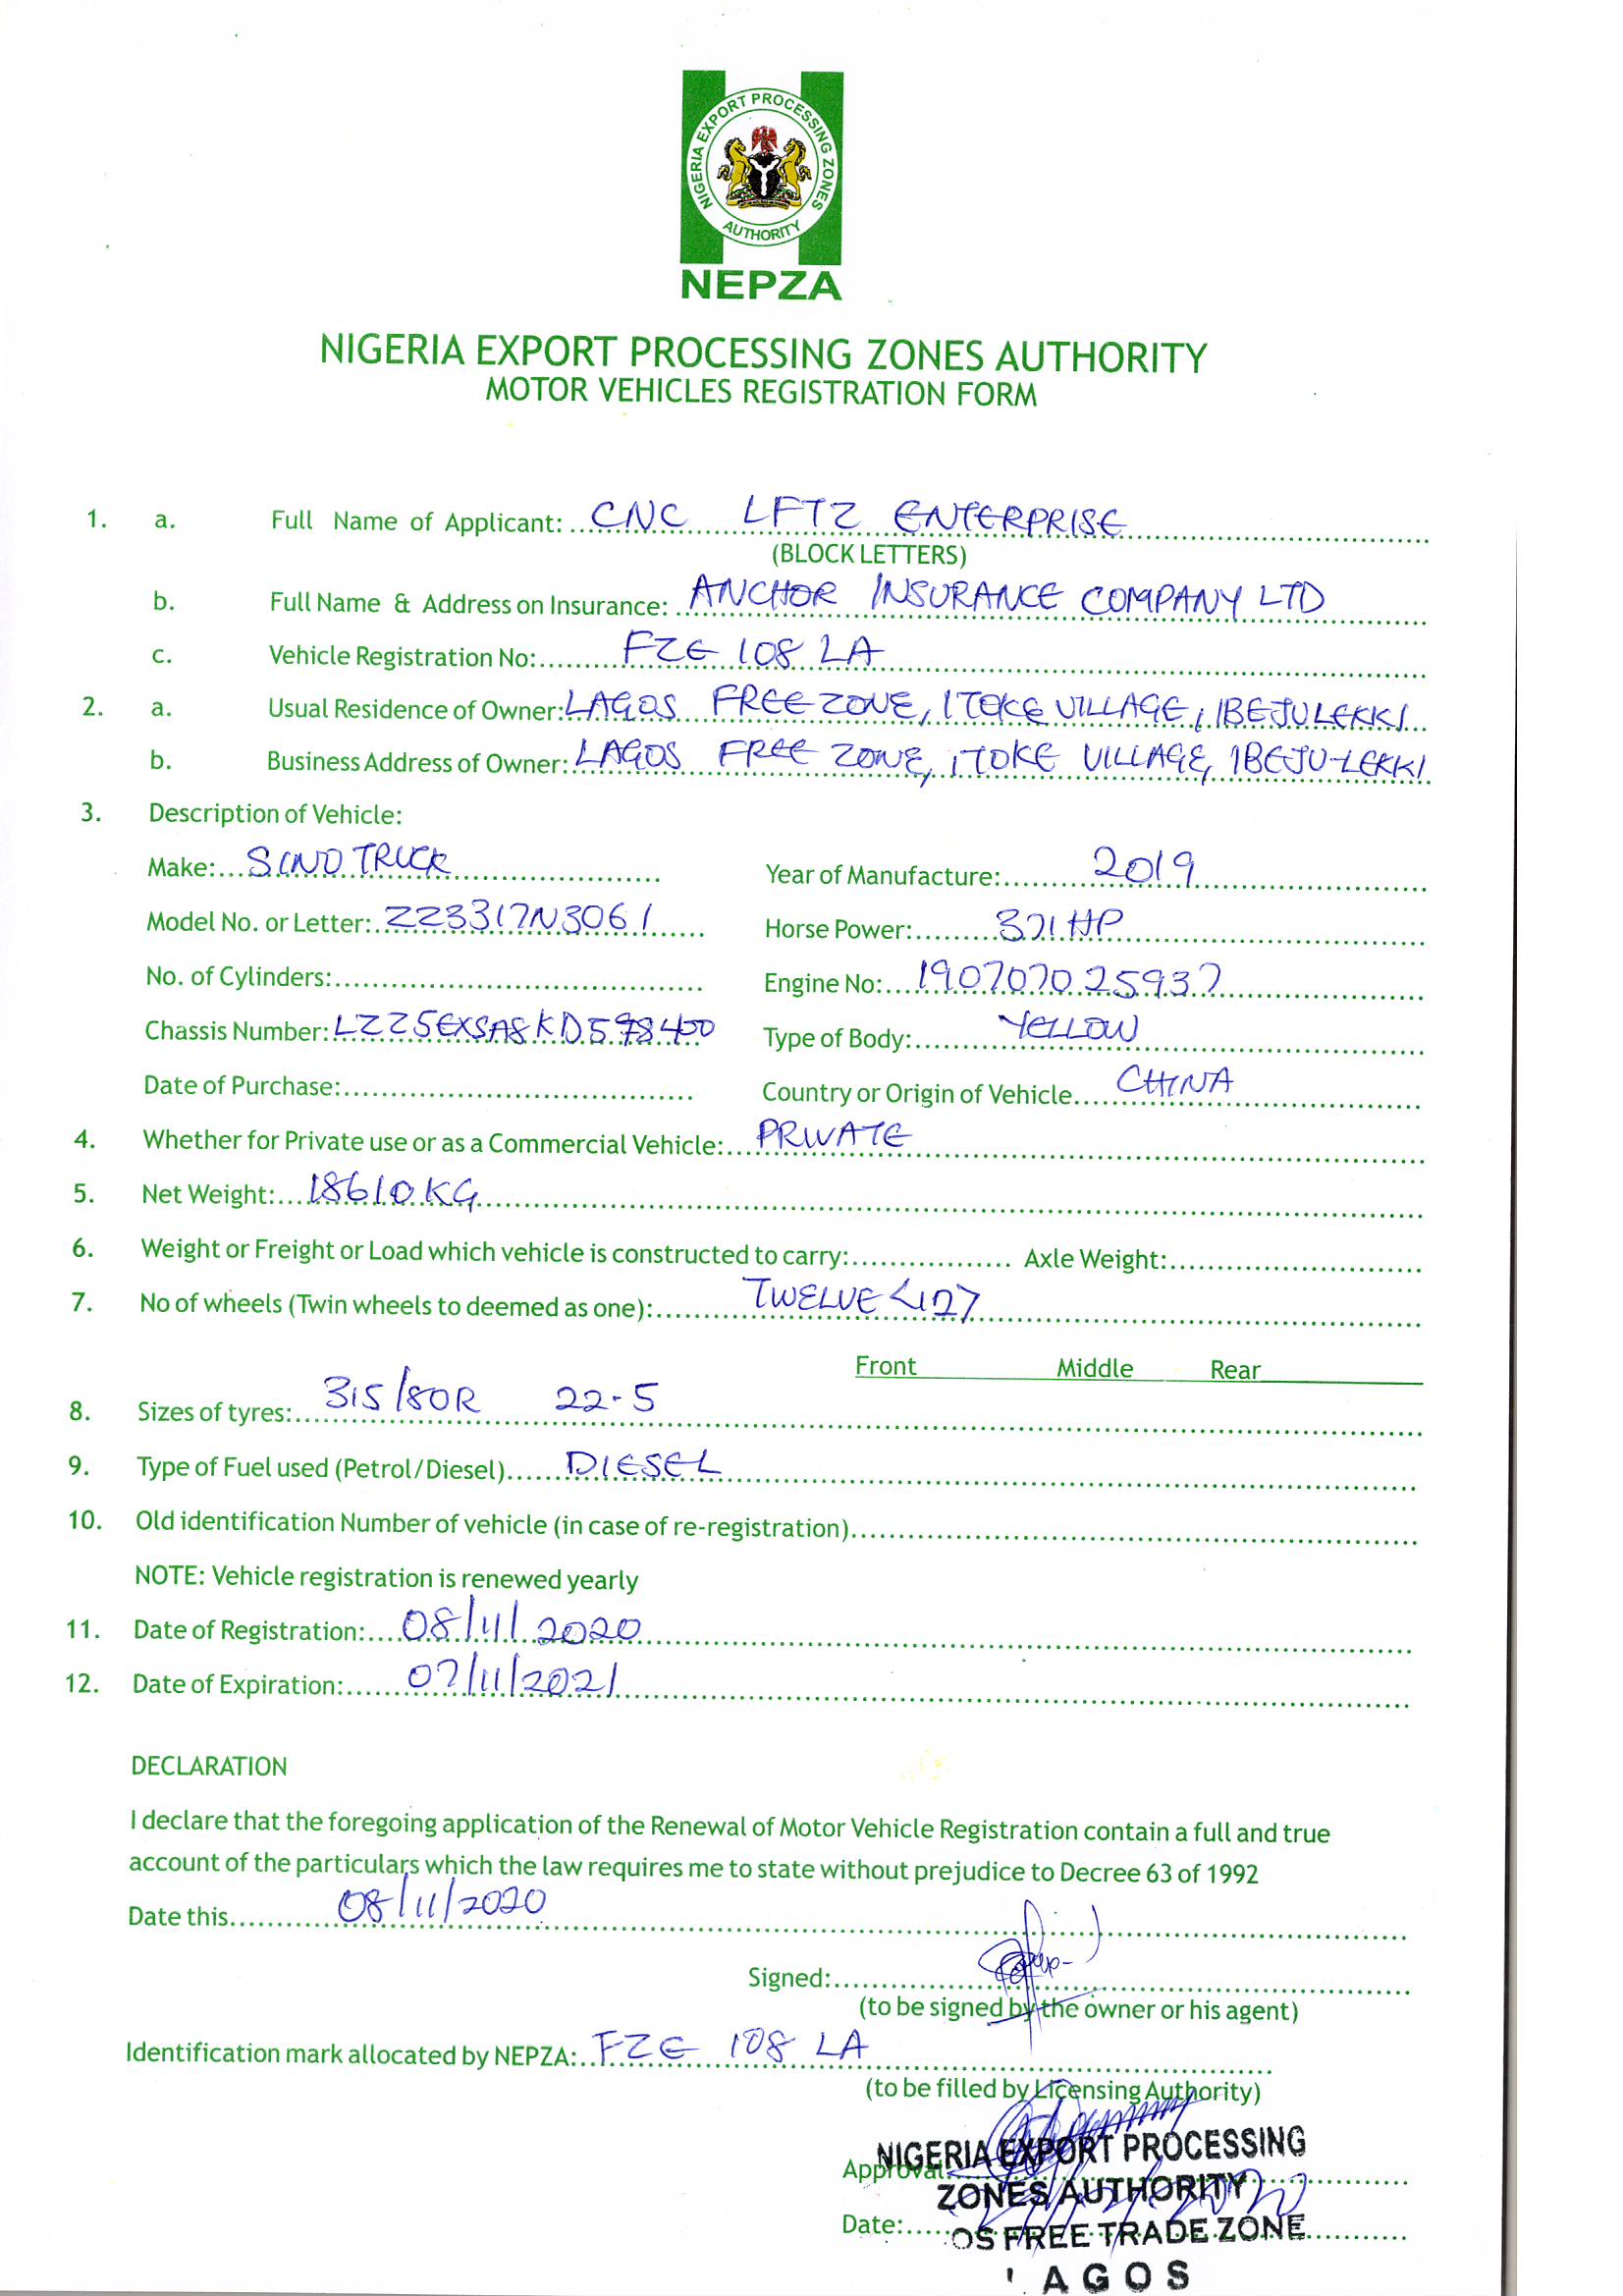 NIGERIA EXPORT PROCESSING ZONES
AUTHORITY
NEPZA
NIGERIA EXPORT PROCESSING ZONES AUTHORITY
MOTOR VEHICLES REGISTRATION FORM
1. a. Full Name of Applicant: CNC LFTZ ENTERPRISE
(BLOCK LETTERS)
b. Full Name & Address on Insurance: ANCHOR INSURANCE COMPANY LTD
c. Vehicle Registration No: FZE 108 LA
2. a. Usual Residence of Owner: LAGOS FREE ZONE, ITOKE VILLAGE, IBEJU LEKKI
b. Business Address of Owner: LAGOS FREE ZONE, ITOKE VILLAGE, IBEJU-LEKKI
3. Description of Vehicle:
Make: SINO TRUCK Year of Manufacture: 2019
Model No. or Letter: ZZ3317N3061 Horse Power: 371 HP
No. of Cylinders: Engine No: 190707025937
Chassis Number: LZZ5EXSA8KD598400 Type of Body: YELLOW
Date of Purchase: Country or Origin of Vehicle CHINA
4. Whether for Private use or as a Commercial Vehicle: PRIVATE
5. Net Weight: 18610KG
6. Weight or Freight or Load which vehicle is constructed to carry: Axle Weight:
7. No of wheels (Twin wheels to deemed as one): TWELVE <12>
Front Middle Rear
8. Sizes of tyres: 315/80R 22-5
9. Type of Fuel used (Petrol/Diesel) DIESEL
10. Old identification Number of vehicle (in case of re-registration)
NOTE: Vehicle registration is renewed yearly
11. Date of Registration: 08/11/2020
12. Date of Expiration: 07/11/2021
DECLARATION
I declare that the foregoing application of the Renewal of Motor Vehicle Registration contain a full and true
account of the particulars which the law requires me to state without prejudice to Decree 63 of 1992
Date this 08/11/2020
Signed:
(to be signed by the owner or his agent)
Identification mark allocated by NEPZA: FZE 108 LA
(to be filled by Licensing Authority)
NIGERIA EXPORT PROCESSING
Approval
ZONES AUTHORITY
Date:
OS FREE TRADE ZONE
AGOS